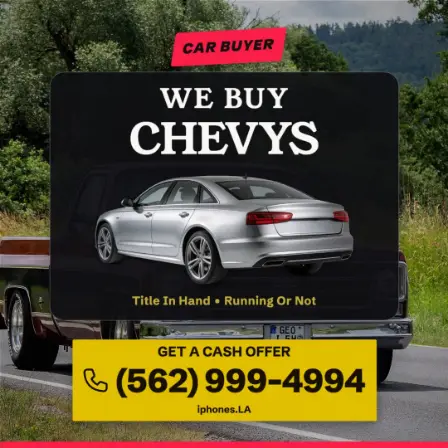 CAR BUYER
WE BUY
CHEVYS
Title In Hand • Running Or Not
GEO
GET A CASH OFFER
(562) 999-4994
iphones.LA